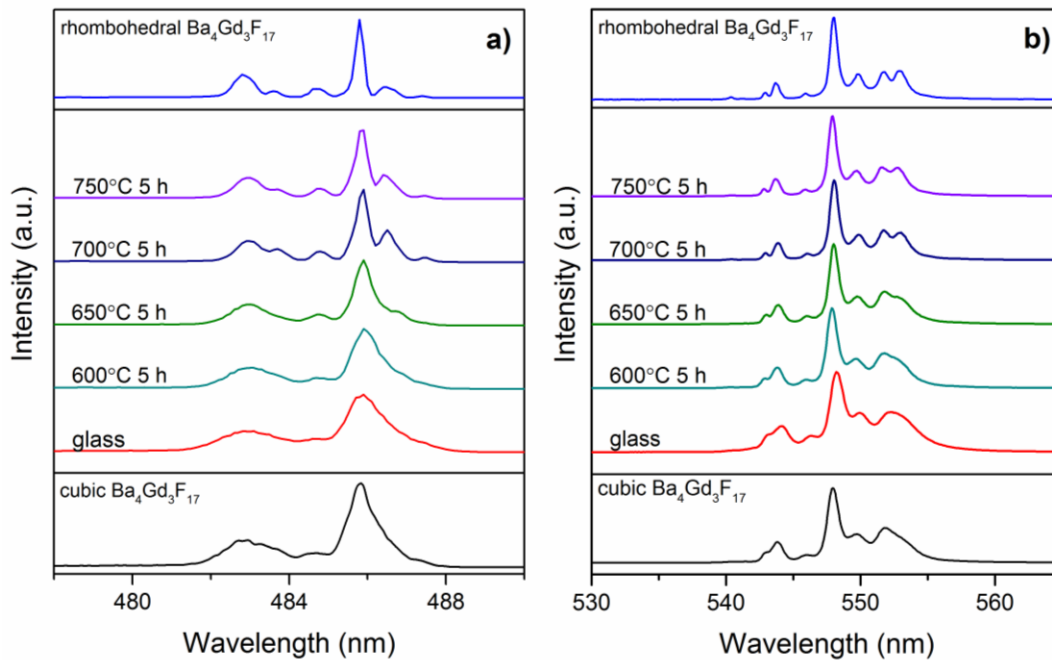 rhombohedral Ba₄Gd₃F₁₇
a)
750°C 5 h
700°C 5 h
650°C 5 h
600°C 5 h
glass
cubic Ba₄Gd₃F₁₇
Intensity (a.u.)
480 484 488
Wavelength (nm)
rhombohedral Ba₄Gd₃F₁₇
b)
750°C 5 h
700°C 5 h
650°C 5 h
600°C 5 h
glass
cubic Ba₄Gd₃F₁₇
Intensity (a.u.)
530 540 550 560
Wavelength (nm)